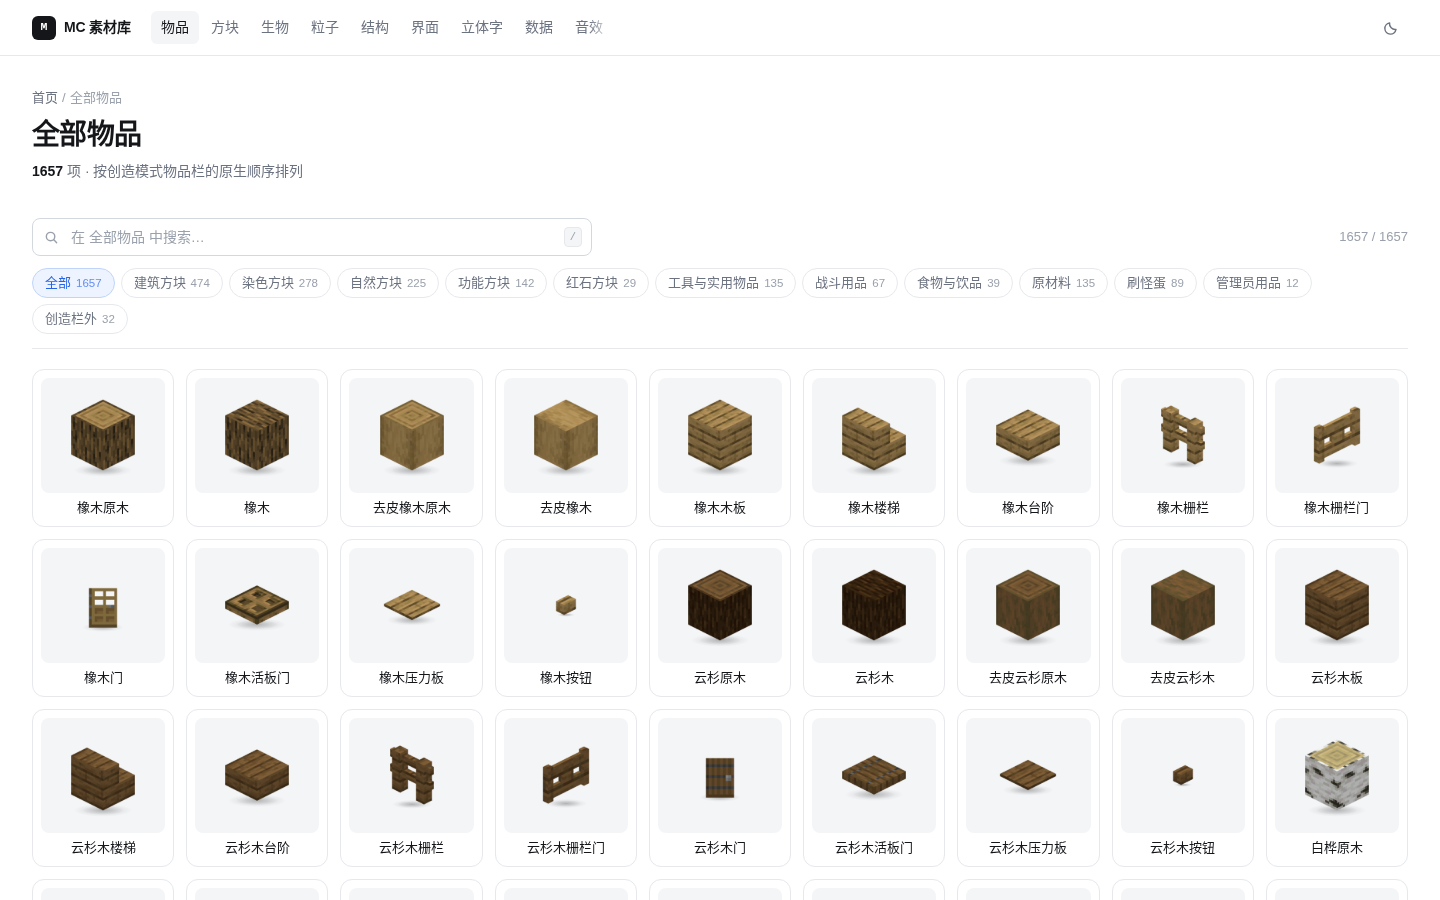 M MC 素材库 物品 方块 生物 粒子 结构 界面 立体字 数据 音效
首页 / 全部物品
全部物品
1657 项 · 按创造模式物品栏的原生顺序排列
在 全部物品 中搜索… / 1657 / 1657
全部 1657 建筑方块 474 染色方块 278 自然方块 225 功能方块 142 红石方块 29 工具与实用物品 135 战斗用品 67 食物与饮品 39 原材料 135 刷怪蛋 89 管理员用品 12
创造栏外 32
橡木原木 橡木 去皮橡木原木 去皮橡木 橡木木板 橡木楼梯 橡木台阶 橡木栅栏 橡木栅栏门
橡木门 橡木活板门 橡木压力板 橡木按钮 云杉原木 云杉木 去皮云杉原木 去皮云杉木 云杉木板
云杉木楼梯 云杉木台阶 云杉木栅栏 云杉木栅栏门 云杉木门 云杉木活板门 云杉木压力板 云杉木按钮 白桦原木